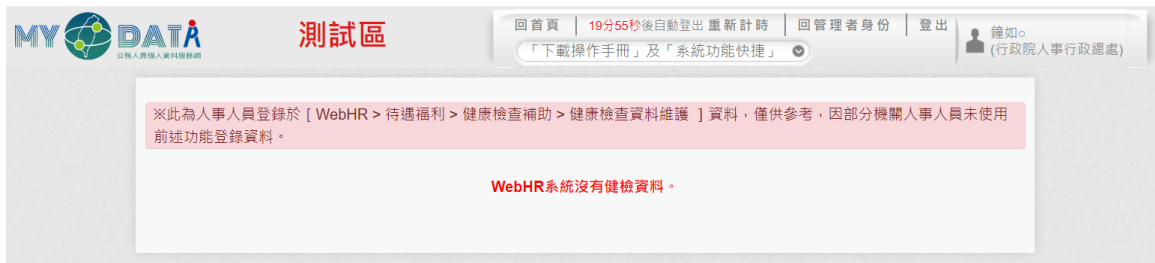 MY DATA
公務人員個人資料服務網
測試區
回首頁 | 19分55秒後自動登出 重新計時 | 回管理者身份 | 登出
「下載操作手冊」及「系統功能快捷」
鐘如○
(行政院人事行政總處)
※此為人事人員登錄於 [ WebHR > 待遇福利 > 健康檢查補助 > 健康檢查資料維護 ] 資料，僅供參考，因部分機關人事人員未使用
前述功能登錄資料。
WebHR系統沒有健檢資料。